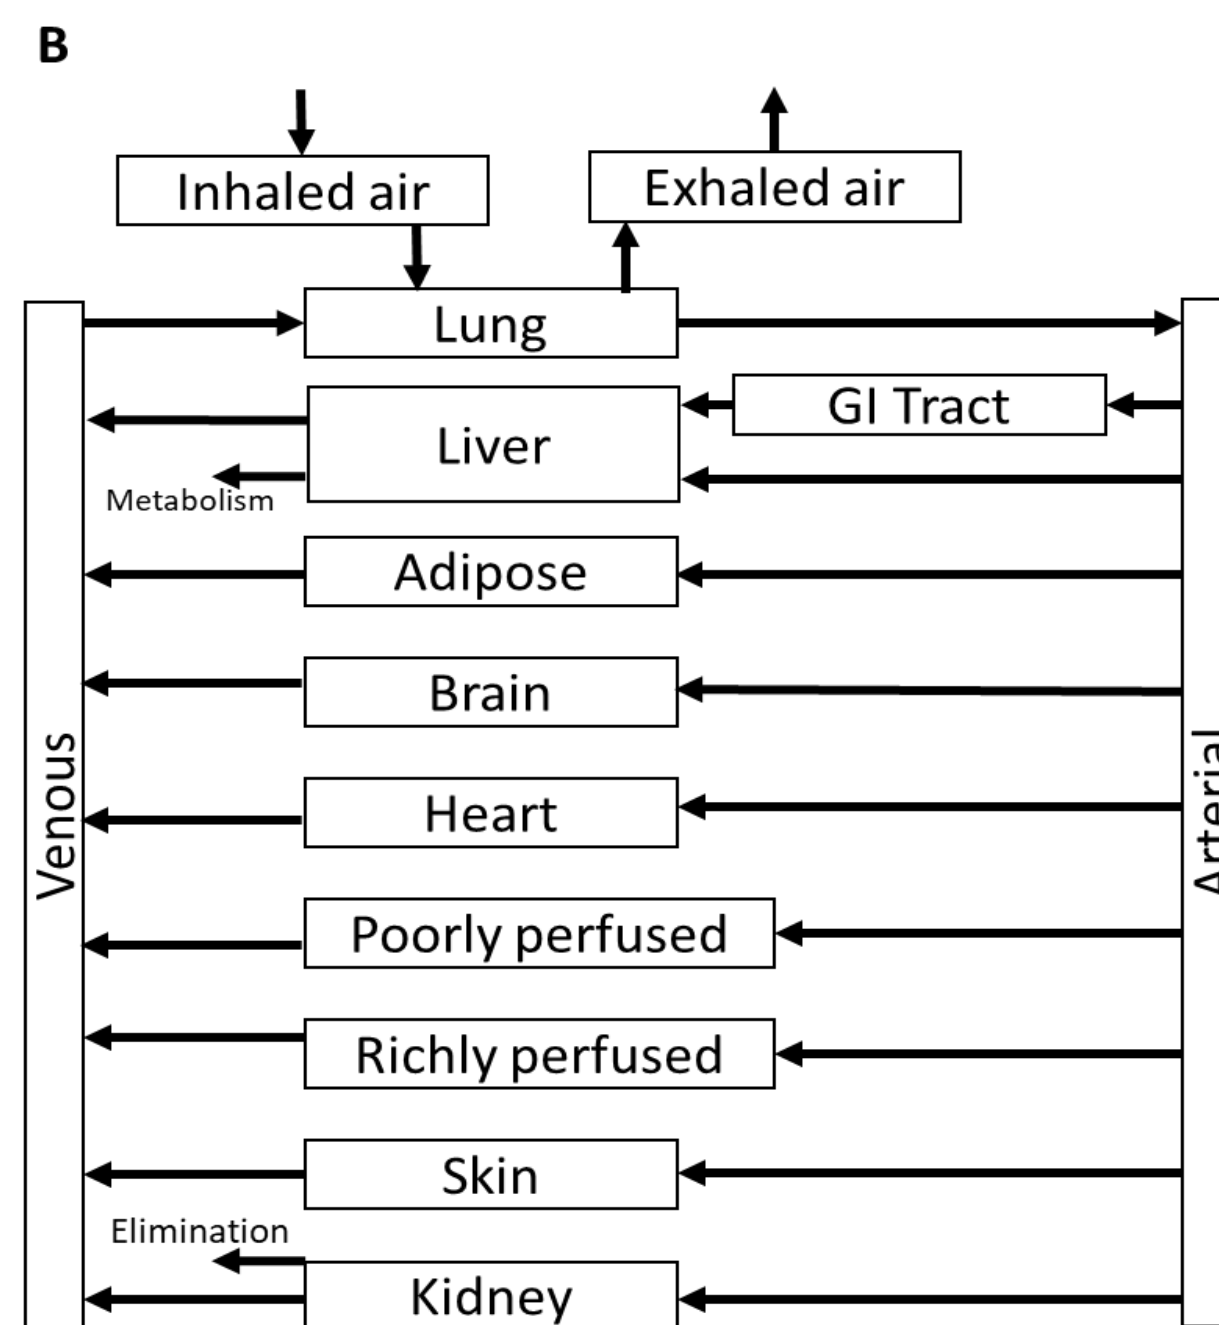 B
Inhaled air
Exhaled air
Lung
GI Tract
Liver
Metabolism
Adipose
Brain
Venous
Arterial
Heart
Poorly perfused
Richly perfused
Skin
Elimination
Kidney